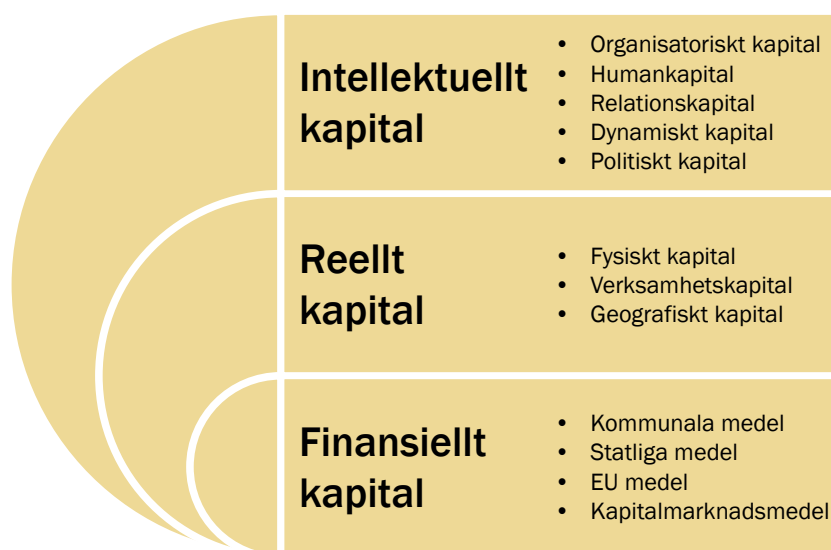 Intellektuellt
kapital
• Organisatoriskt kapital
• Humankapital
• Relationskapital
• Dynamiskt kapital
• Politiskt kapital
Reellt
kapital
• Fysiskt kapital
• Verksamhetskapital
• Geografiskt kapital
Finansiellt
kapital
• Kommunala medel
• Statliga medel
• EU medel
• Kapitalmarknadsmedel